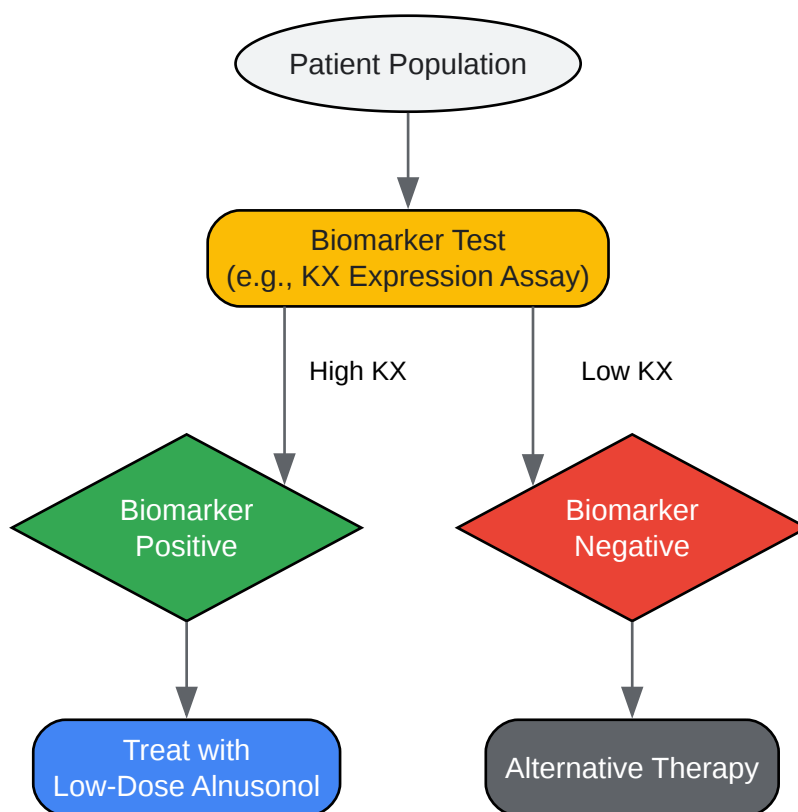 Patient Population
Biomarker Test
(e.g., KX Expression Assay)
High KX
Low KX
Biomarker
Positive
Biomarker
Negative
Treat with
Low-Dose Alnusonol
Alternative Therapy